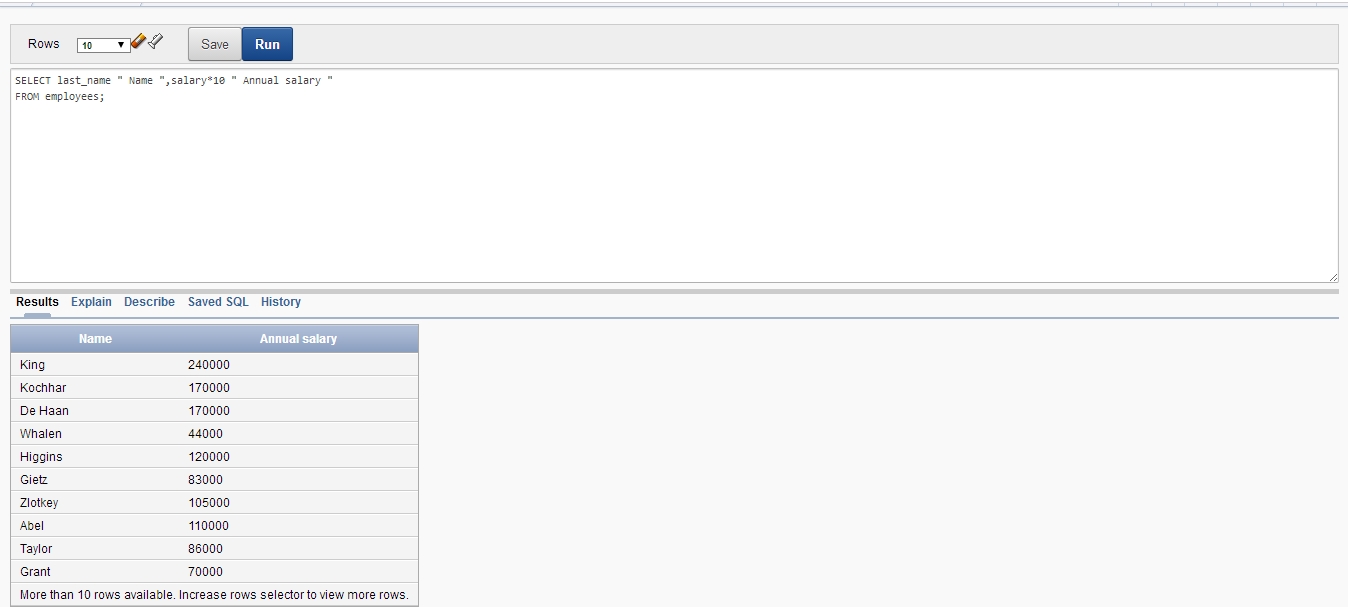 Rows 10 Save Run
SELECT last_name " Name ",salary*10 " Annual salary "
FROM employees;
Results Explain Describe Saved SQL History
Name Annual salary
King 240000
Kochhar 170000
De Haan 170000
Whalen 44000
Higgins 120000
Gietz 83000
Zlotkey 105000
Abel 110000
Taylor 86000
Grant 70000
More than 10 rows available. Increase rows selector to view more rows.